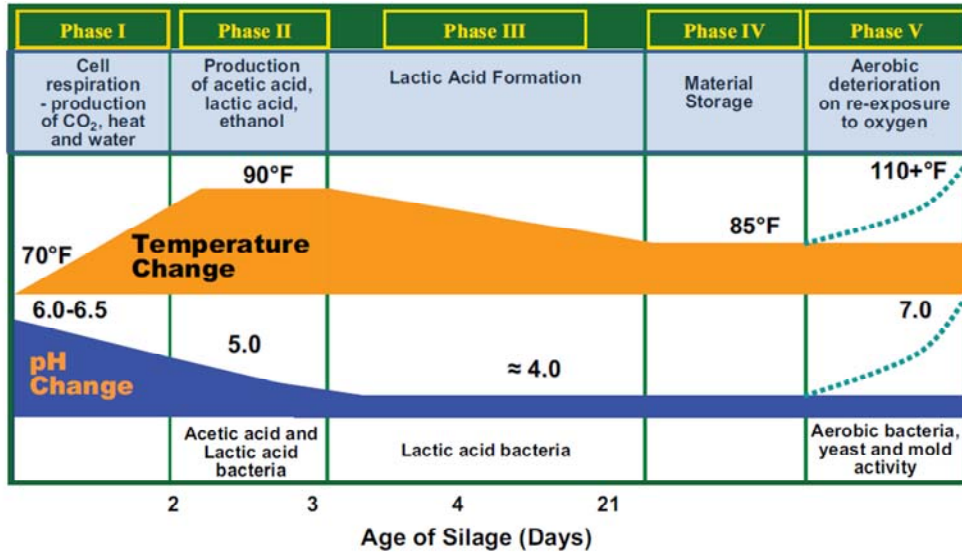 Phase I
Phase II
Phase III
Phase IV
Phase V
Cell
respiration
- production
of CO₂, heat
and water
Production
of acetic acid,
lactic acid,
ethanol
Lactic Acid Formation
Material
Storage
Aerobic
deterioration
on re-exposure
to oxygen
70°F
90°F
85°F
110+°F
Temperature
Change
6.0-6.5
5.0
≈ 4.0
7.0
pH
Change
Acetic acid and
Lactic acid
bacteria
Lactic acid bacteria
Aerobic bacteria,
yeast and mold
activity
2
3
4
21
Age of Silage (Days)